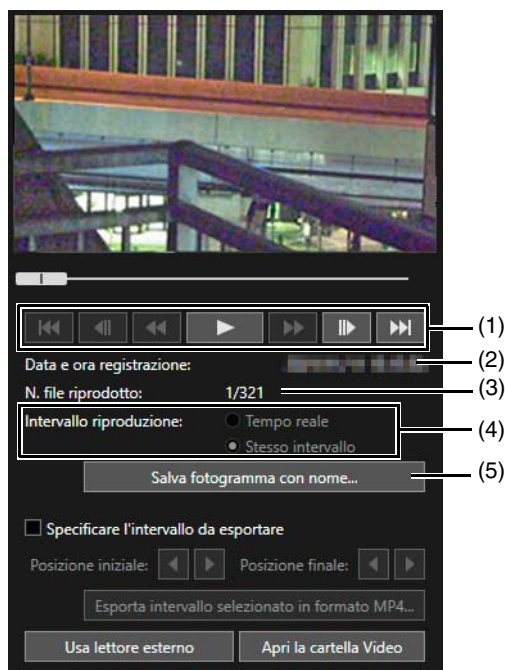 (1)
Data e ora registrazione:
(2)
N. file riprodotto: 1/321
(3)
Intervallo riproduzione: Tempo reale
(4)
Stesso intervallo
Salva fotogramma con nome...
(5)
Specificare l'intervallo da esportare
Posizione iniziale: Posizione finale:
Esporta intervallo selezionato in formato MP4...
Usa lettore esterno Apri la cartella Video